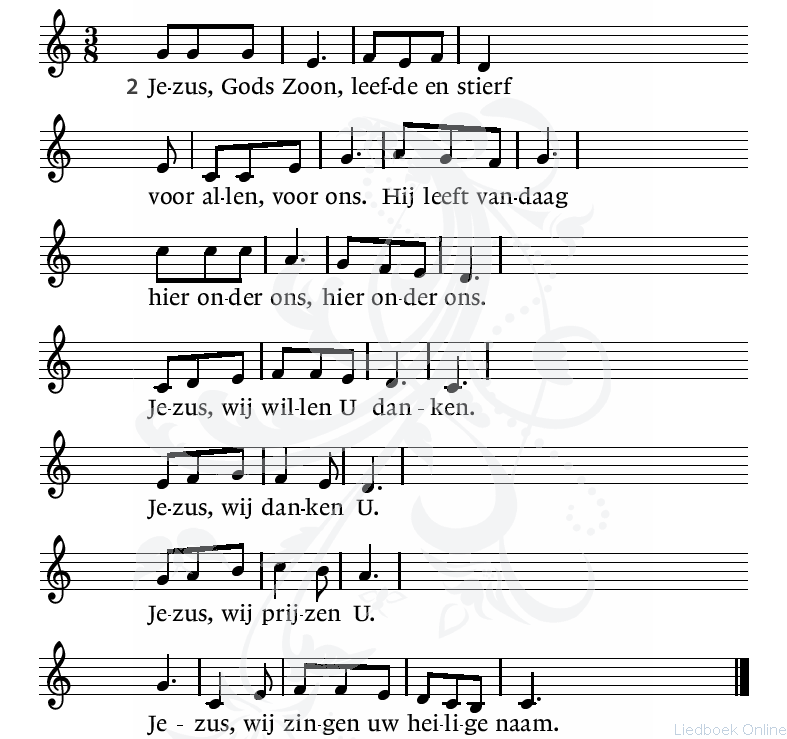 3
8
2 Je-zus, Gods Zoon, leef-de en stierf
voor al-len, voor ons. Hij leeft van-daag
hier on-der ons, hier on-der ons.
Je-zus, wij wil-len U dan - ken.
Je-zus, wij dan-ken U.
Je-zus, wij prij-zen U.
Je - zus, wij zin-gen uw hei-li-ge naam.
Liedboek Online